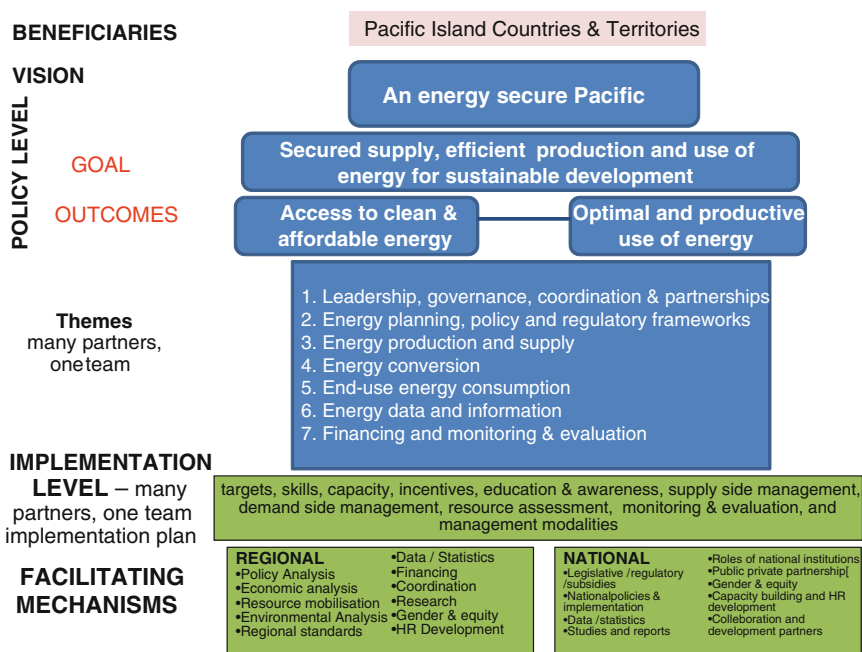 BENEFICIARIES
Pacific Island Countries & Territories
VISION
An energy secure Pacific
POLICY LEVEL
GOAL
Secured supply, efficient production and use of
energy for sustainable development
OUTCOMES
Access to clean &
affordable energy
Optimal and productive
use of energy
Themes
many partners,
oneteam
1. Leadership, governance, coordination & partnerships
2. Energy planning, policy and regulatory frameworks
3. Energy production and supply
4. Energy conversion
5. End-use energy consumption
6. Energy data and information
7. Financing and monitoring & evaluation
IMPLEMENTATION
LEVEL – many
partners, one team
implementation plan
targets, skills, capacity, incentives, education & awareness, supply side management,
demand side management, resource assessment, monitoring & evaluation, and
management modalities
FACILITATING
MECHANISMS
REGIONAL
•Policy Analysis
•Economic analysis
•Resource mobilisation
•Environmental Analysis
•Regional standards
•Data / Statistics
•Financing
•Coordination
•Research
•Gender & equity
•HR Development
NATIONAL
•Legislative /regulatory
/subsidies
•Nationalpolicies &
implementation
•Data /statistics
•Studies and reports
•Roles of national institutions
•Public private partnership[
•Gender & equity
•Capacity building and HR
development
•Colleboration and
development partners